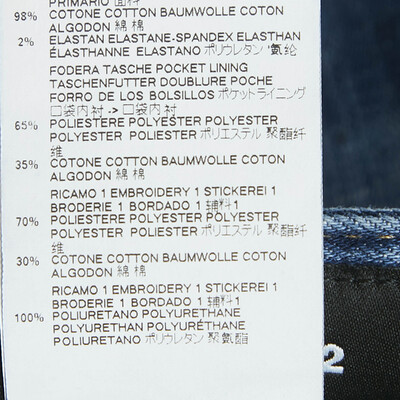 PRIMARIO 面料
98% COTONE COTTON BAUMWOLLE COTON
ALGODON 綿 棉
2% ELASTAN ELASTANE-SPANDEX ELASTHAN
ELASTHANNE ELASTANO ポリウレタン 氨纶
FODERA TASCHE POCKET LINING
TASCHENFUTTER DOUBLURE POCHE
FORRO DE LOS BOLSILLOS ポケットライニング
口袋内衬 -> 口袋内衬
65% POLIESTERE POLYESTER POLYESTER
POLYESTER POLIESTER ポリエステル 聚酯纤
维
35% COTONE COTTON BAUMWOLLE COTON
ALGODON 綿 棉
RICAMO 1 EMBROIDERY 1 STICKEREI 1
BRODERIE 1 BORDADO 1 辅料1
70% POLIESTERE POLYESTER POLYESTER
POLYESTER POLIESTER ポリエステル 聚酯纤
维
30% COTONE COTTON BAUMWOLLE COTON
ALGODON 綿 棉
RICAMO 1 EMBROIDERY 1 STICKEREI 1
BRODERIE 1 BORDADO 1 辅料1
100% POLIURETANO POLYURETHANE
POLYURETHAN POLYURÉTHANE
POLIURETANO ポリウレタン 聚氨酯
2